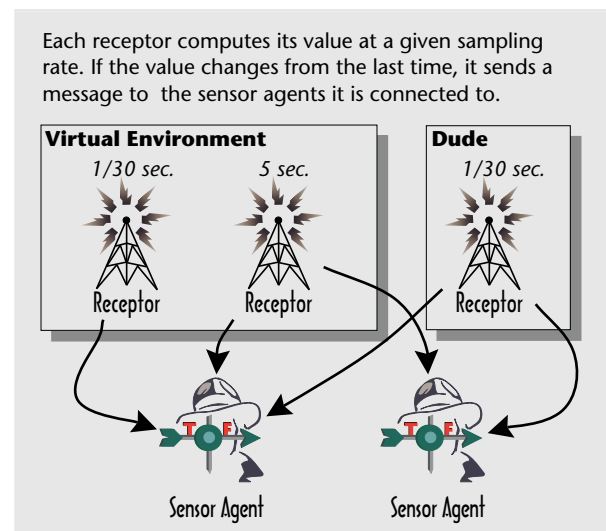 Each receptor computes its value at a given sampling
rate. If the value changes from the last time, it sends a
message to the sensor agents it is connected to.
Virtual Environment
Dude
1/30 sec.
5 sec.
1/30 sec.
Receptor
Receptor
Receptor
T F
T F
Sensor Agent
Sensor Agent